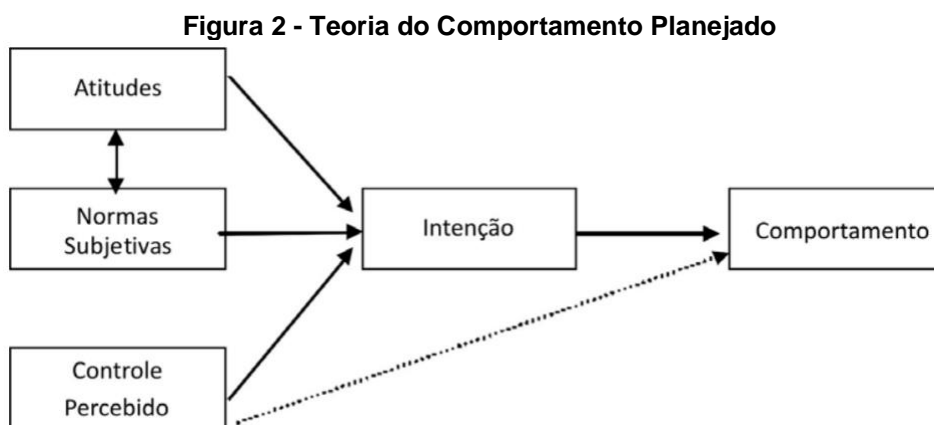 Figura 2 - Teoria do Comportamento Planejado
Atitudes
Normas
Subjetivas
Intenção
Comportamento
Controle
Percebido